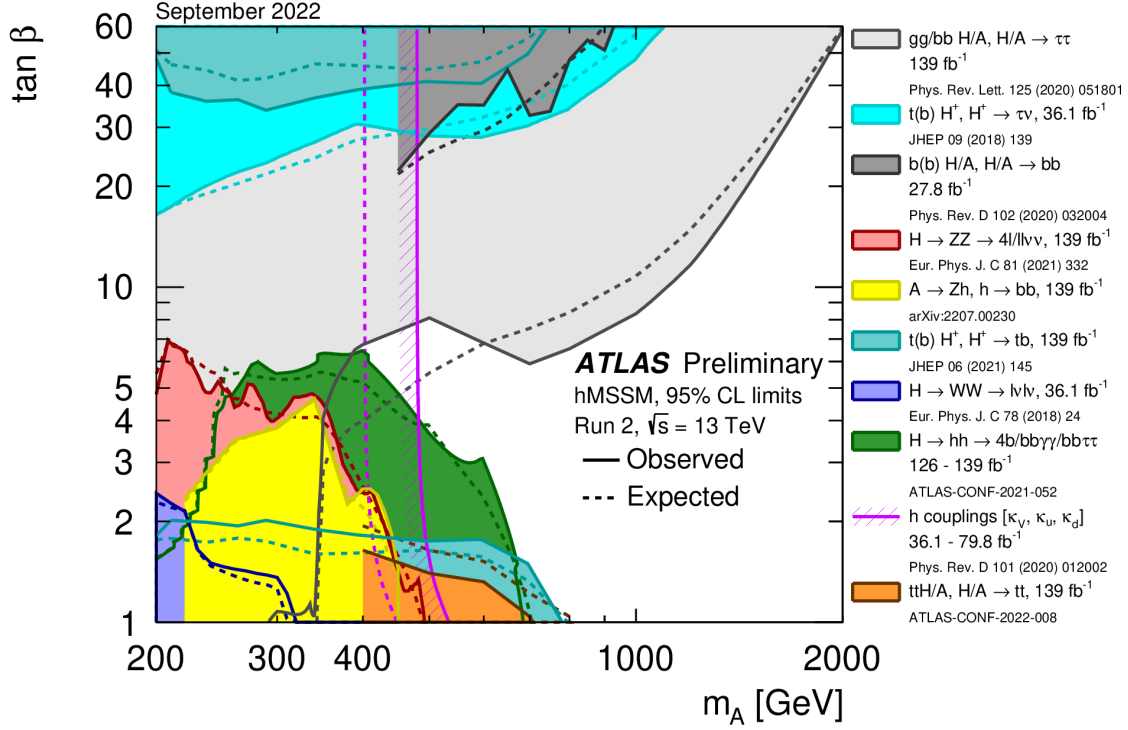 September 2022
tan β
60
40
30
20
10
5
4
3
2
1
200
300
400
1000
2000
m_A [GeV]
ATLAS Preliminary
hMSSM, 95% CL limits
Run 2, √s = 13 TeV
Observed
Expected
gg/bb H/A, H/A → ττ
139 fb⁻¹
Phys. Rev. Lett. 125 (2020) 051801
t(b) H⁺, H⁺ → τν, 36.1 fb⁻¹
JHEP 09 (2018) 139
b(b) H/A, H/A → bb
27.8 fb⁻¹
Phys. Rev. D 102 (2020) 032004
H → ZZ → 4l/llνν, 139 fb⁻¹
Eur. Phys. J. C 81 (2021) 332
A → Zh, h → bb, 139 fb⁻¹
arXiv:2207.00230
t(b) H⁺, H⁺ → tb, 139 fb⁻¹
JHEP 06 (2021) 145
H → WW → lνlν, 36.1 fb⁻¹
Eur. Phys. J. C 78 (2018) 24
H → hh → 4b/bbγγ/bbττ
126 - 139 fb⁻¹
ATLAS-CONF-2021-052
h couplings [κ_V, κ_u, κ_d]
36.1 - 79.8 fb⁻¹
Phys. Rev. D 101 (2020) 012002
ttH/A, H/A → tt, 139 fb⁻¹
ATLAS-CONF-2022-008